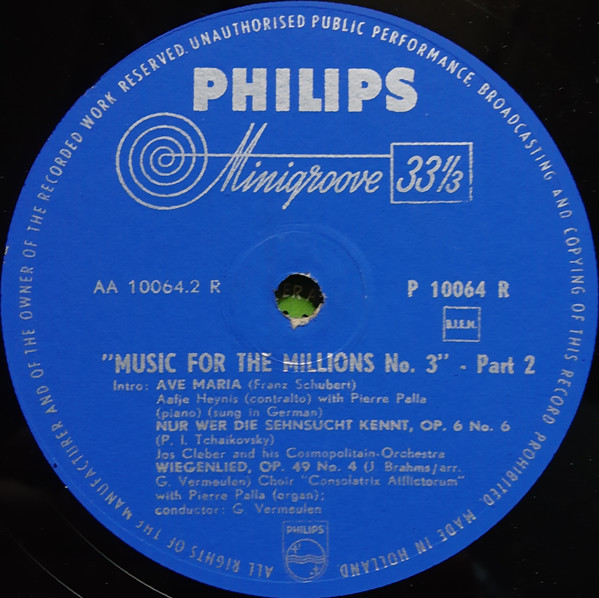 ALL RIGHTS OF THE MANUFACTURER AND OF THE OWNER OF THE RECORDED WORK RESERVED. UNAUTHORISED PUBLIC PERFORMANCE, BROADCASTING AND COPYING OF THIS RECORD PROHIBITED. MADE IN HOLLAND
PHILIPS
Minigroove 33 1/3
AA 10064.2 R
P 10064 R
B.I.E.M.
"MUSIC FOR THE MILLIONS No. 3" - Part 2
Intro: AVE MARIA (Franz Schubert)
Aafje Heynis (contralto) with Pierre Palla
(piano) (sung in German)
NUR WER DIE SEHNSUCHT KENNT, OP. 6 No. 6
(P. I. Tchaikovsky)
Jos Cleber and his Cosmopolitain-Orchestra
WIEGENLIED, OP. 49 No. 4 (J. Brahms/arr.
G. Vermeulen) Choir "Consolatrix Afflictorum"
with Pierre Palla (organ);
conductor: G. Vermeulen
PHILIPS